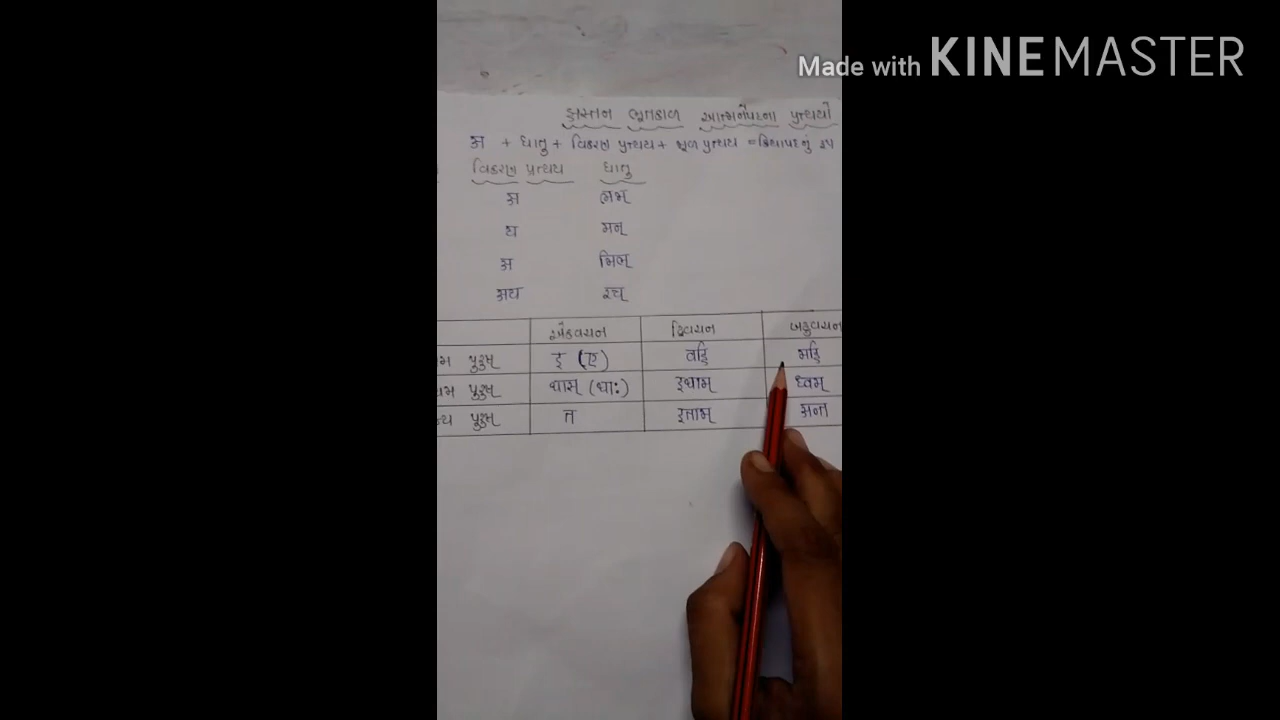 Made with KINEMASTER
હ્યસ્તન ભૂતકાળ આત્મનેપદના પ્રત્યયો
अ + ધાતુ + વિકરણ પ્રત્યય + મૂળ પ્રત્યય = ક્રિયાપદનું રૂપ
વિકરણ પ્રત્યય ધાતુ
अ लभ्
य मन्
अ
अय
એકવચન દ્વિવચન બહુવચન
પુરુષ इ (ए) वहि महि
પુરુષ थास् (थाः) इथाम् ध्वम्
પુરુષ त इताम् अन्त